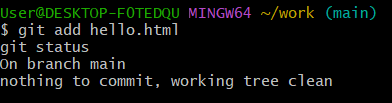 User@DESKTOP-F0TEDQU MINGW64 ~/work (main)
$ git add hello.html
git status
On branch main
nothing to commit, working tree clean